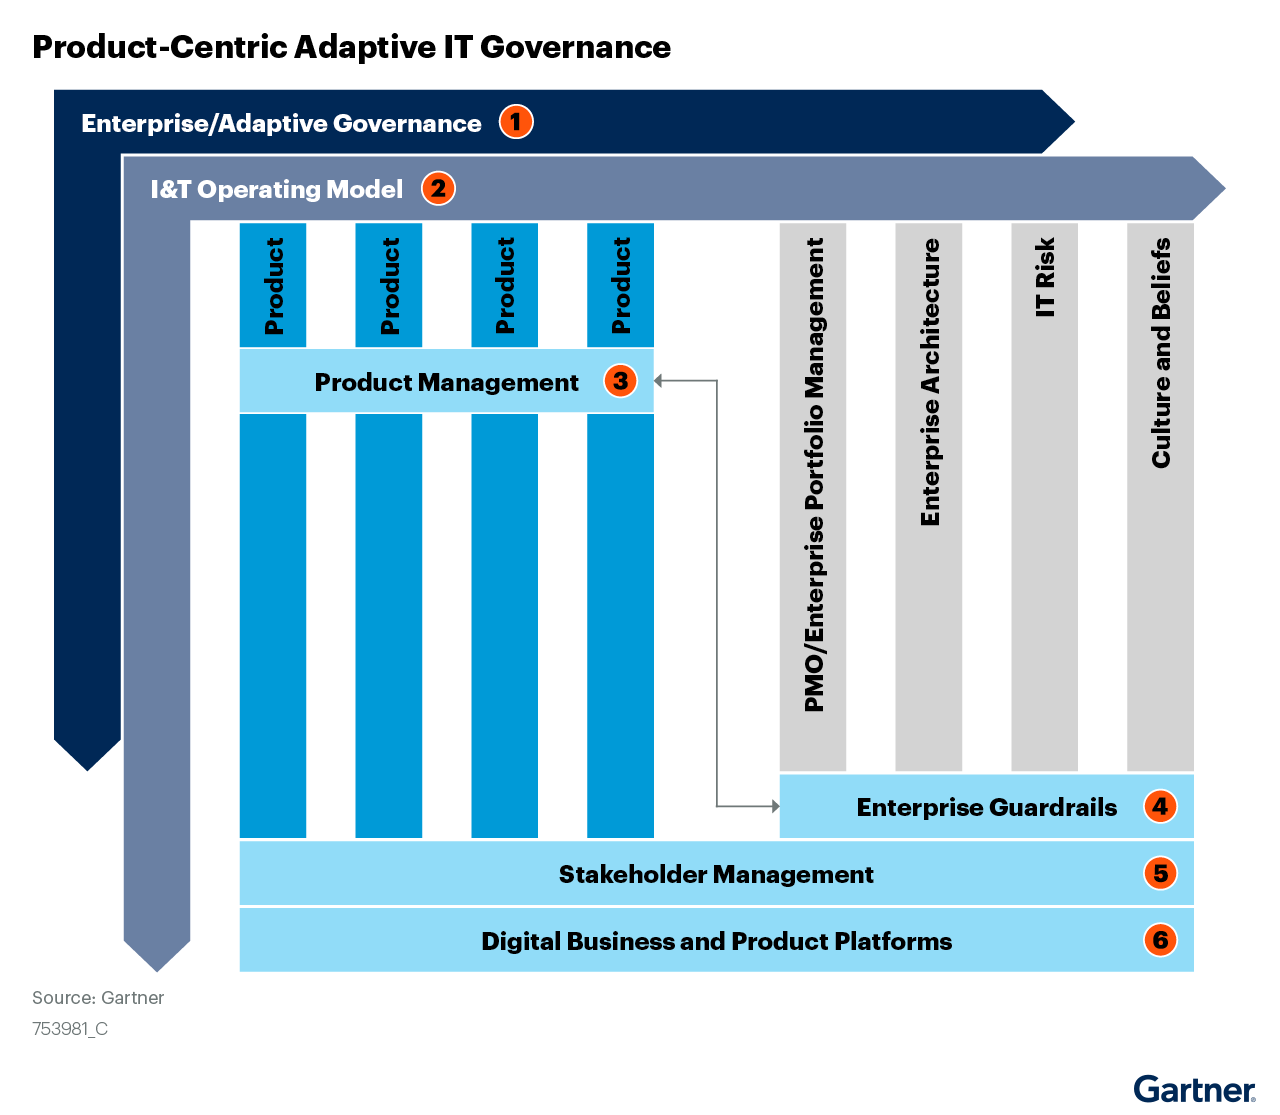 Product-Centric Adaptive IT Governance
Enterprise/Adaptive Governance 1
I&T Operating Model 2
Product
Product
Product
Product
Product Management 3
PMO/Enterprise Portfolio Management
Enterprise Architecture
IT Risk
Culture and Beliefs
Enterprise Guardrails 4
Stakeholder Management 5
Digital Business and Product Platforms 6
Source: Gartner
753981_C
Gartner®